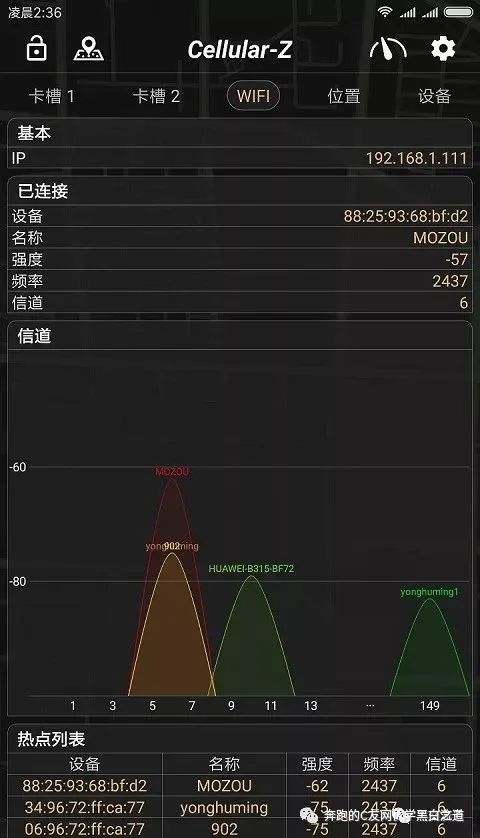 凌晨2:36
Cellular-Z
卡槽 1 卡槽 2 WIFI 位置 设备
基本
IP 192.168.1.111
已连接
设备 88:25:93:68:bf:d2
名称 MOZOU
强度 -57
频率 2437
信道 6
信道
-60
MOZOU
yonghuming
902
HUAWEI-B315-BF72
-80
yonghuming1
1 3 5 7 9 11 13 ... 149
热点列表
设备 名称 强度 频率 信道
88:25:93:68:bf:d2 MOZOU -62 2437 6
34:96:72:ff:ca:77 yonghuming -75 2437 6
06:96:72:ff:ca:77 902 -75 2437 6
奔跑的C友网 学黑白之道